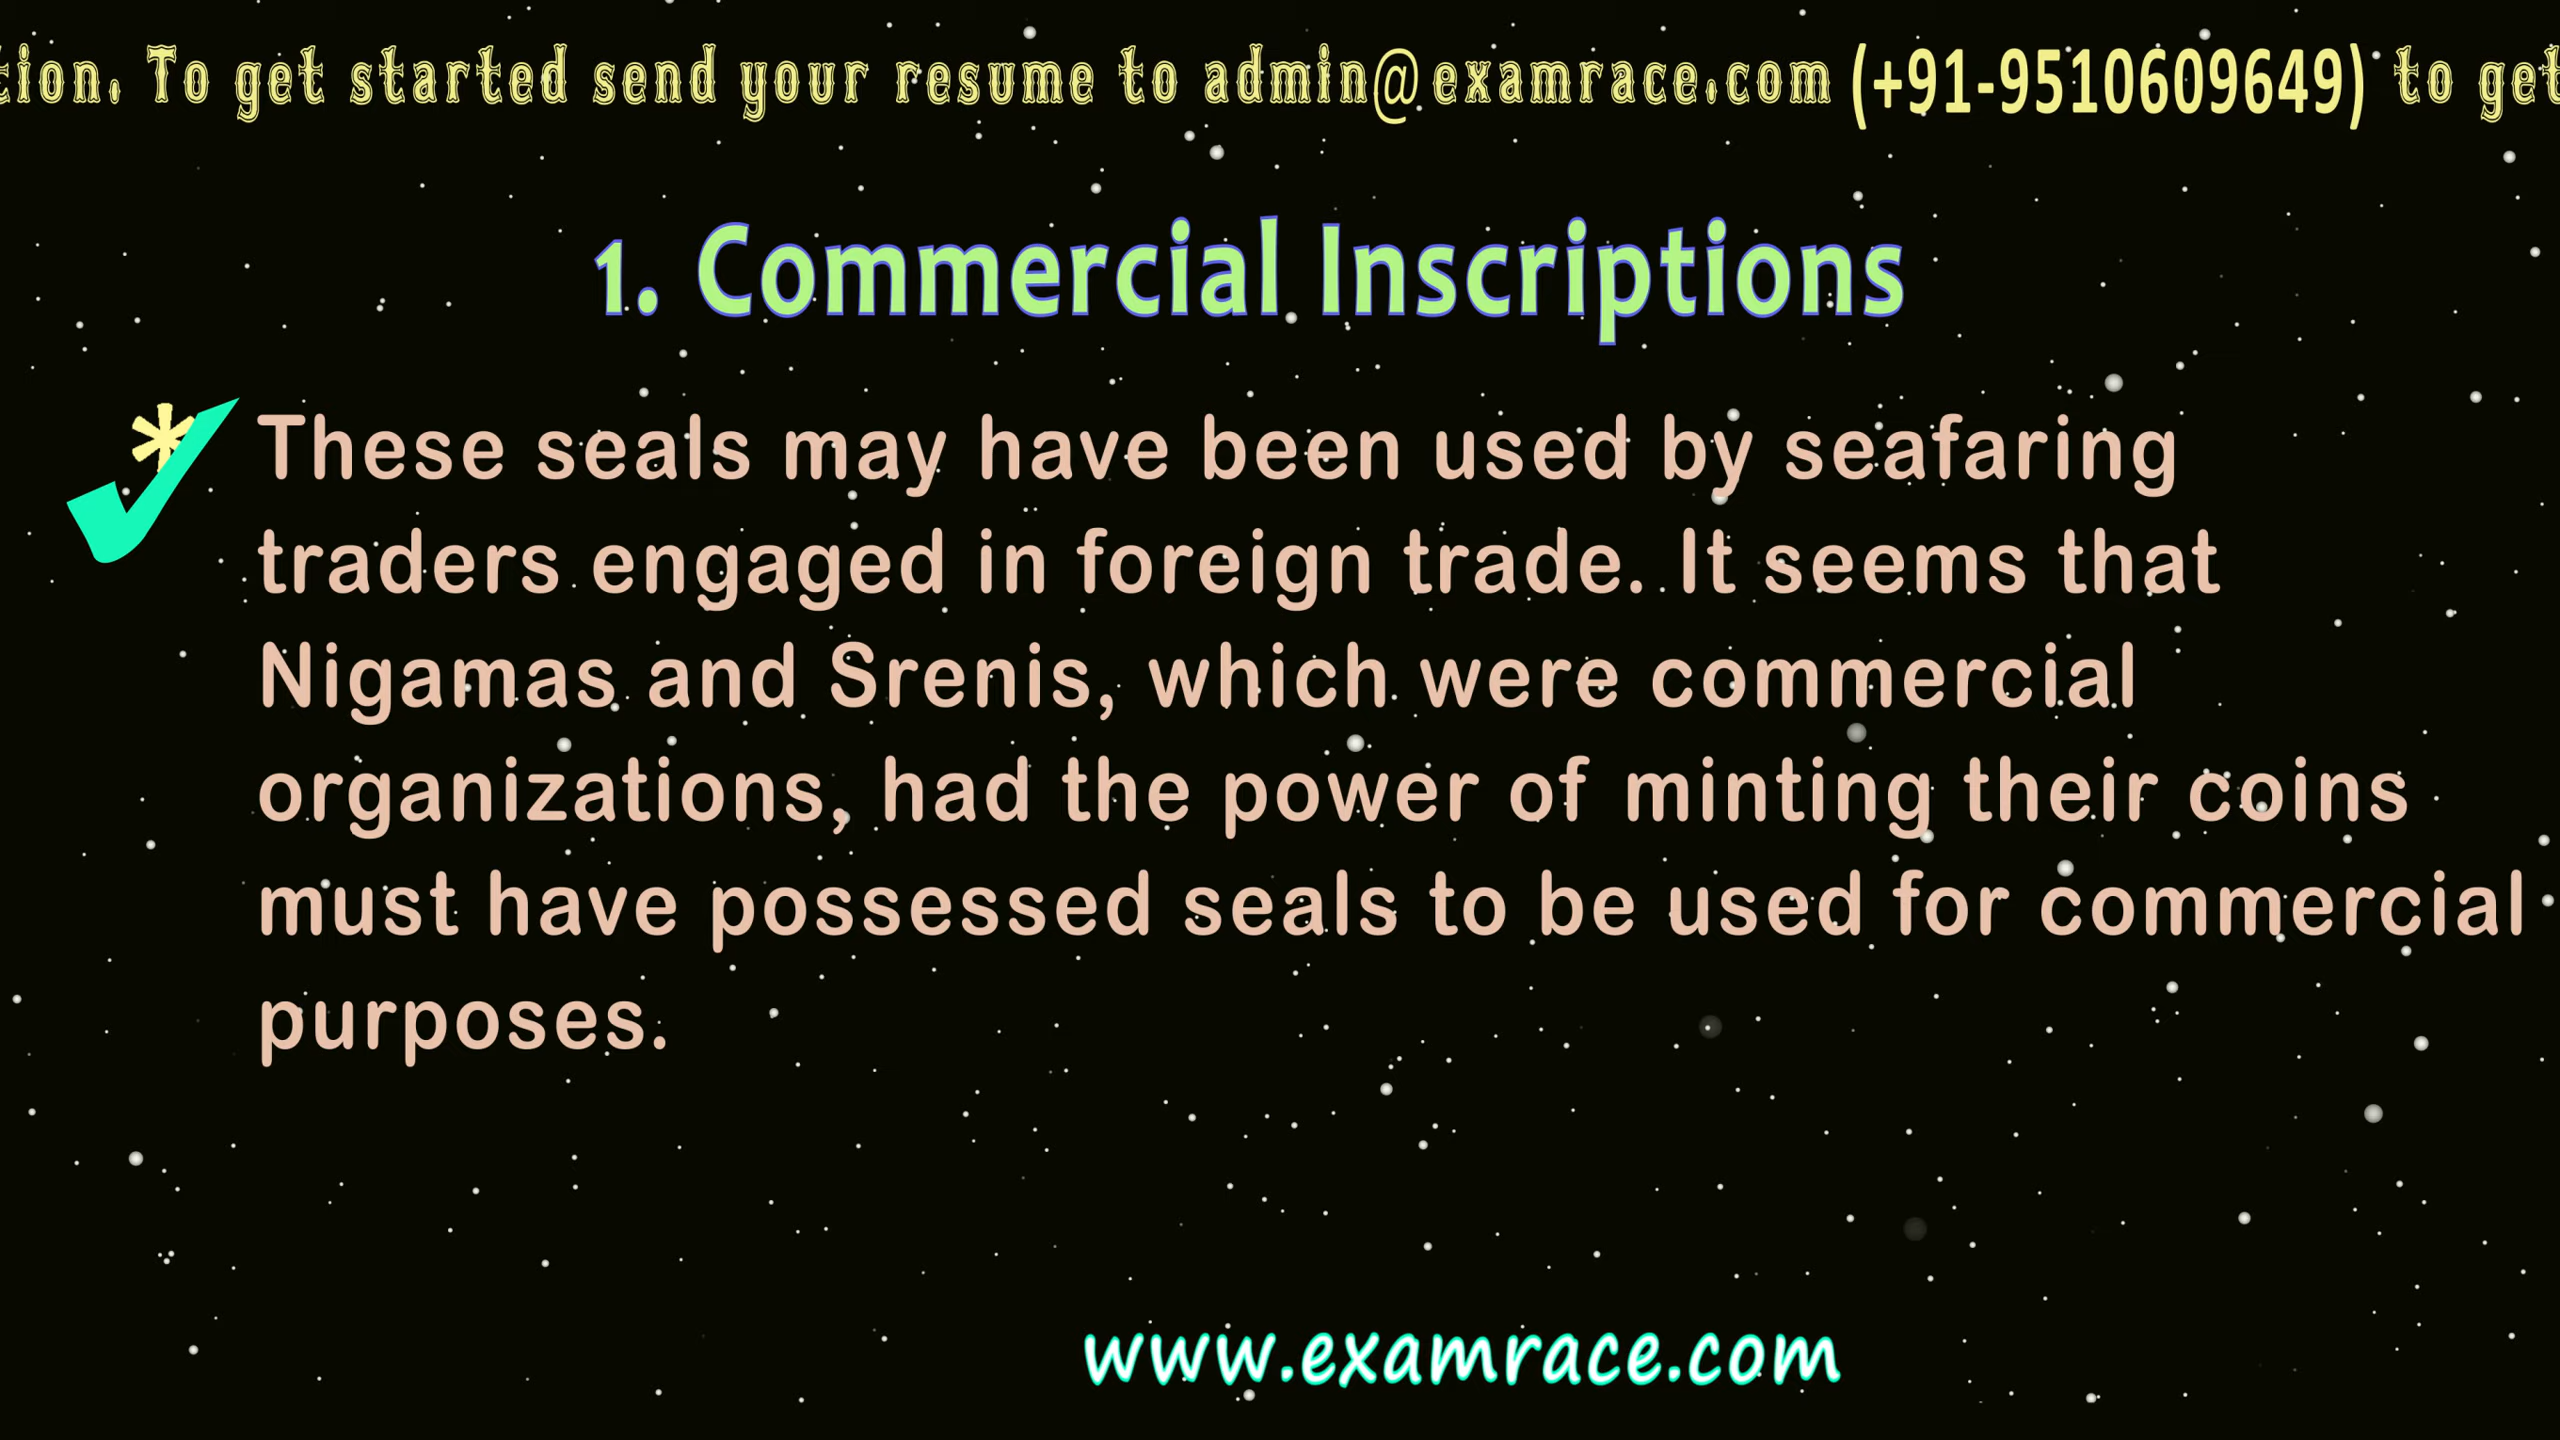 tion. To get started send your resume to admin@examrace.com (+91-9510609649) to get
1. Commercial Inscriptions
* These seals may have been used by seafaring
traders engaged in foreign trade. It seems that
Nigamas and Srenis, which were commercial
organizations, had the power of minting their coins
must have possessed seals to be used for commercial
purposes.
www.examrace.com